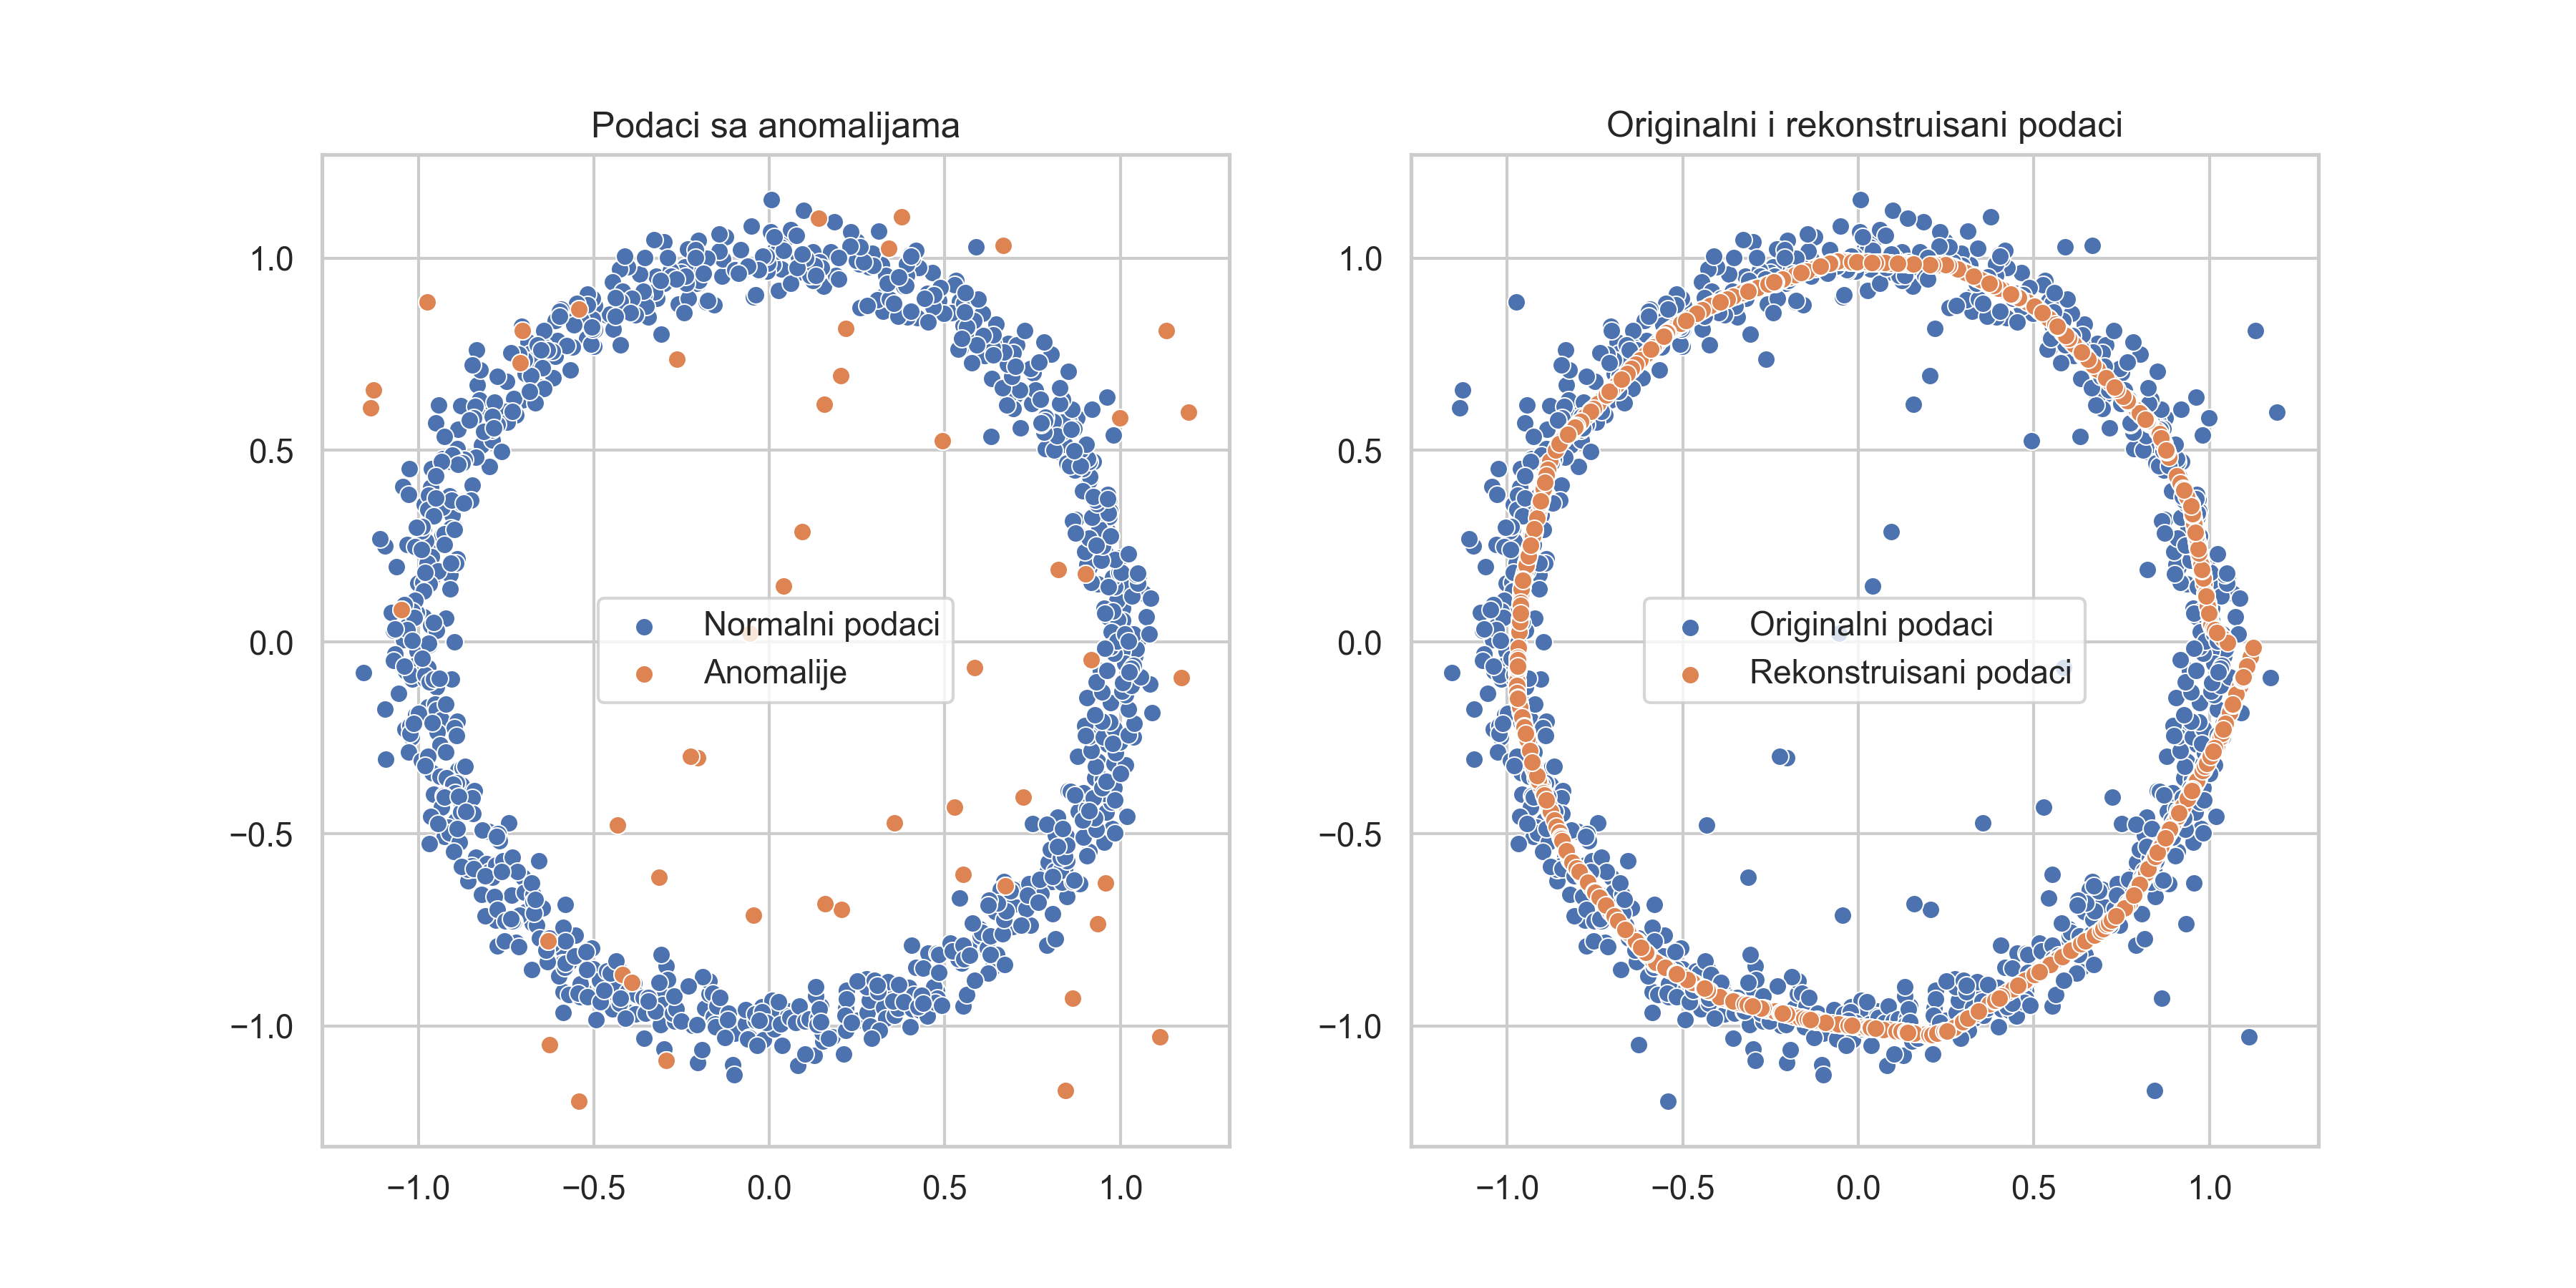 Podaci sa anomalijama
1.0
0.5
0.0
−0.5
−1.0
Normalni podaci
Anomalije
−1.0 −0.5 0.0 0.5 1.0
Originalni i rekonstruisani podaci
1.0
0.5
0.0
−0.5
−1.0
Originalni podaci
Rekonstruisani podaci
−1.0 −0.5 0.0 0.5 1.0